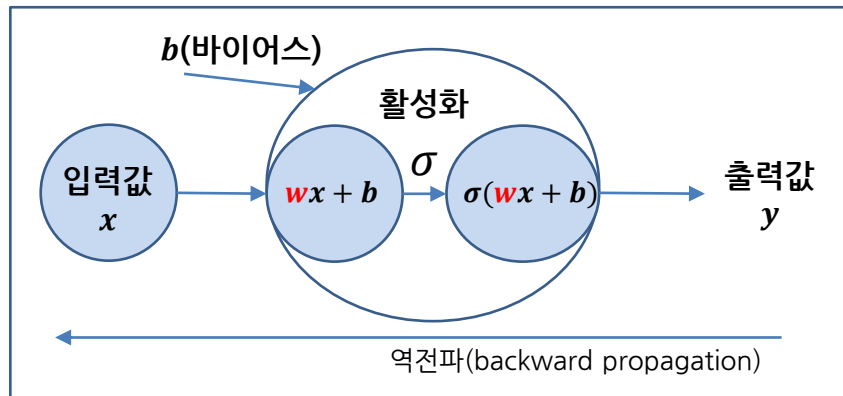 b(바이어스)
활성화
입력값
x
wx + b
σ
σ(wx + b)
출력값
y
역전파(backward propagation)